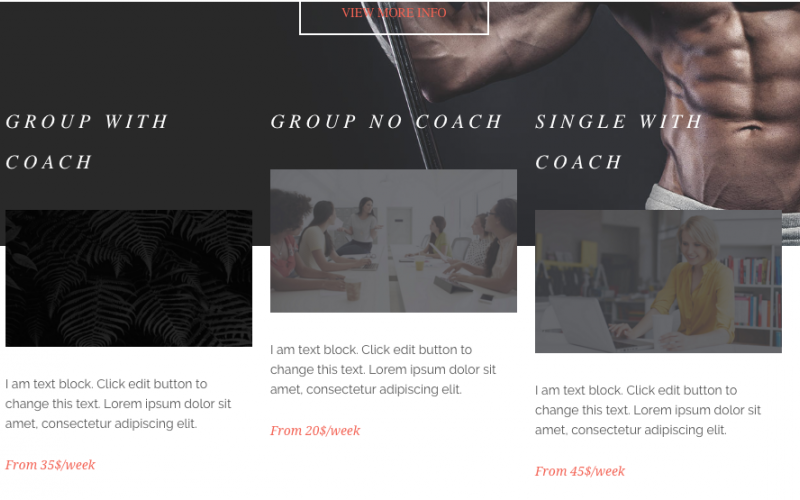 VIEW MORE INFO
GROUP WITH
COACH
I am text block. Click edit button to
change this text. Lorem ipsum dolor sit
amet, consectetur adipiscing elit.
From 35$/week
GROUP NO COACH
I am text block. Click edit button to
change this text. Lorem ipsum dolor sit
amet, consectetur adipiscing elit.
From 20$/week
SINGLE WITH
COACH
I am text block. Click edit button to
change this text. Lorem ipsum dolor sit
amet, consectetur adipiscing elit.
From 45$/week